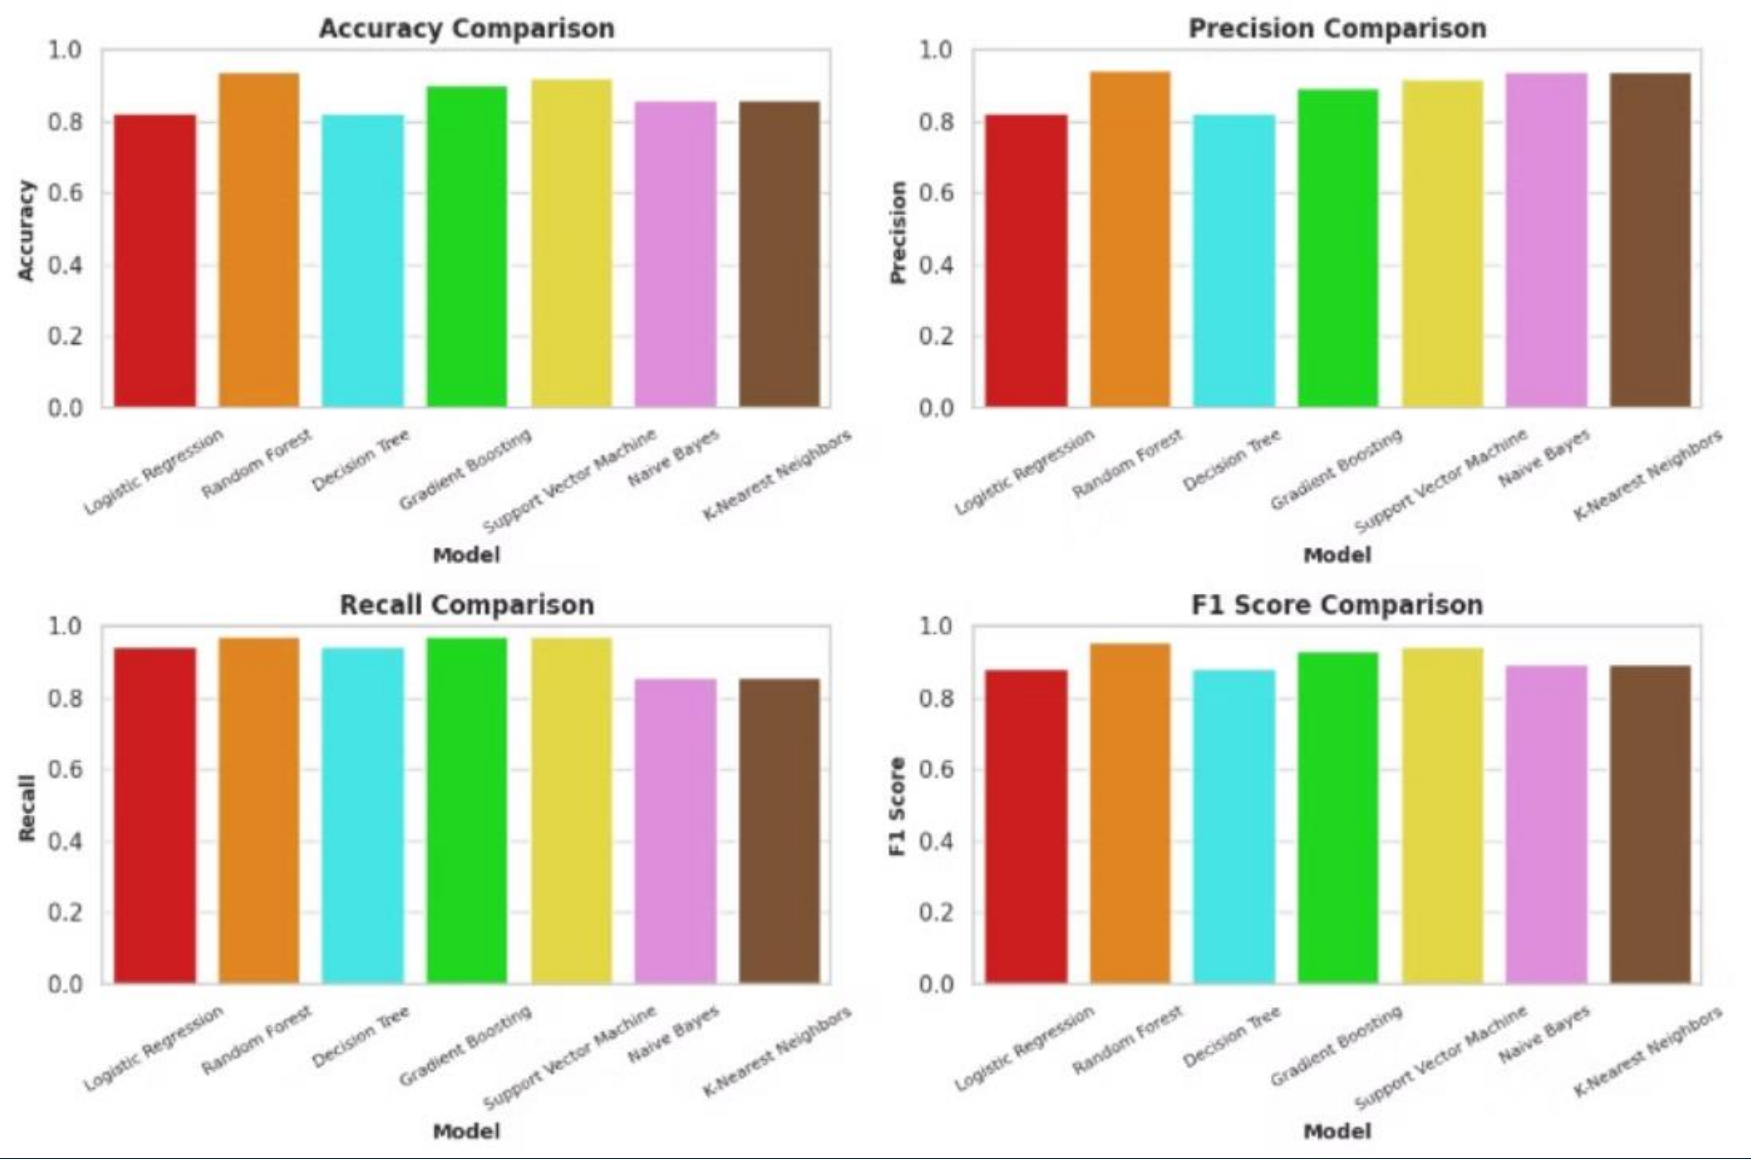 Accuracy Comparison
1.0
0.8
0.6
0.4
0.2
0.0
Accuracy
Logistic Regression
Random Forest
Decision Tree
Gradient Boosting
Support Vector Machine
Naive Bayes
K-Nearest Neighbors
Model
Precision Comparison
1.0
0.8
0.6
0.4
0.2
0.0
Precision
Logistic Regression
Random Forest
Decision Tree
Gradient Boosting
Support Vector Machine
Naive Bayes
K-Nearest Neighbors
Model
Recall Comparison
1.0
0.8
0.6
0.4
0.2
0.0
Recall
Logistic Regression
Random Forest
Decision Tree
Gradient Boosting
Support Vector Machine
Naive Bayes
K-Nearest Neighbors
Model
F1 Score Comparison
1.0
0.8
0.6
0.4
0.2
0.0
F1 Score
Logistic Regression
Random Forest
Decision Tree
Gradient Boosting
Support Vector Machine
Naive Bayes
K-Nearest Neighbors
Model